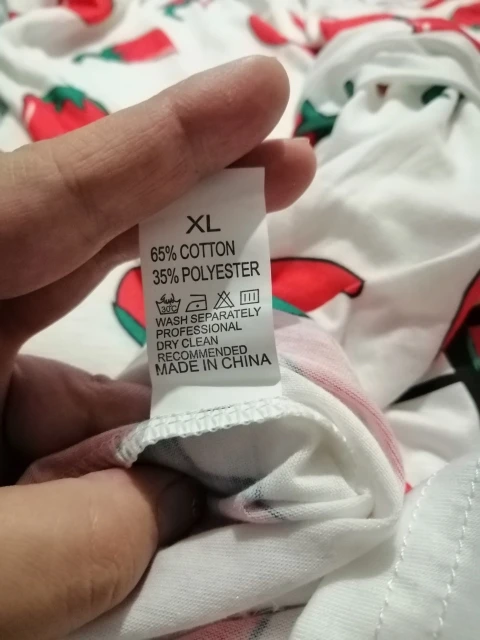 XL
65% COTTON
35% POLYESTER
30°C
WASH SEPARATELY
PROFESSIONAL
DRY CLEAN
RECOMMENDED
MADE IN CHINA